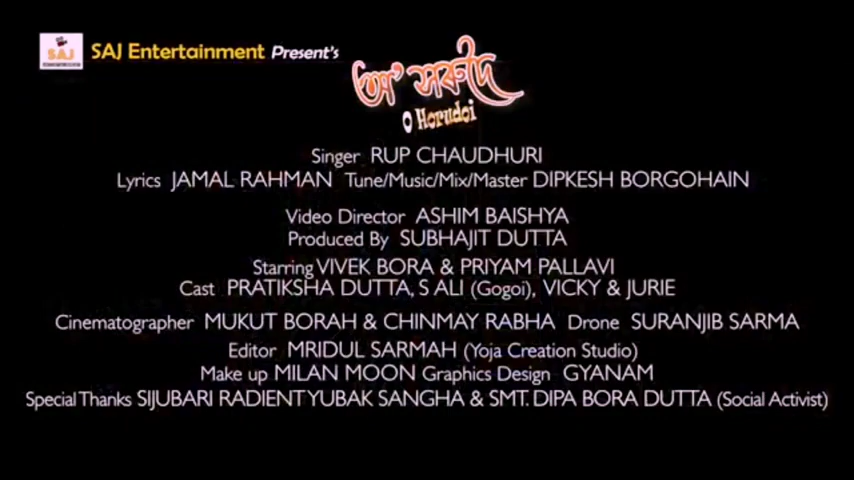 SAJ
SAJ Entertainment Present's
অ' সৰুদৈ
O Horudoi
Singer RUP CHAUDHURI
Lyrics JAMAL RAHMAN Tune/Music/Mix/Master DIPKESH BORGOHAIN
Video Director ASHIM BAISHYA
Produced By SUBHAJIT DUTTA
Starring VIVEK BORA & PRIYAM PALLAVI
Cast PRATIKSHA DUTTA, S ALI (Gogoi), VICKY & JURIE
Cinematographer MUKUT BORAH & CHINMAY RABHA Drone SURANJIB SARMA
Editor MRIDUL SARMAH (Yoja Creation Studio)
Make up MILAN MOON Graphics Design GYANAM
Special Thanks SIJUBARI RADIENT YUBAK SANGHA & SMT. DIPA BORA DUTTA (Social Activist)